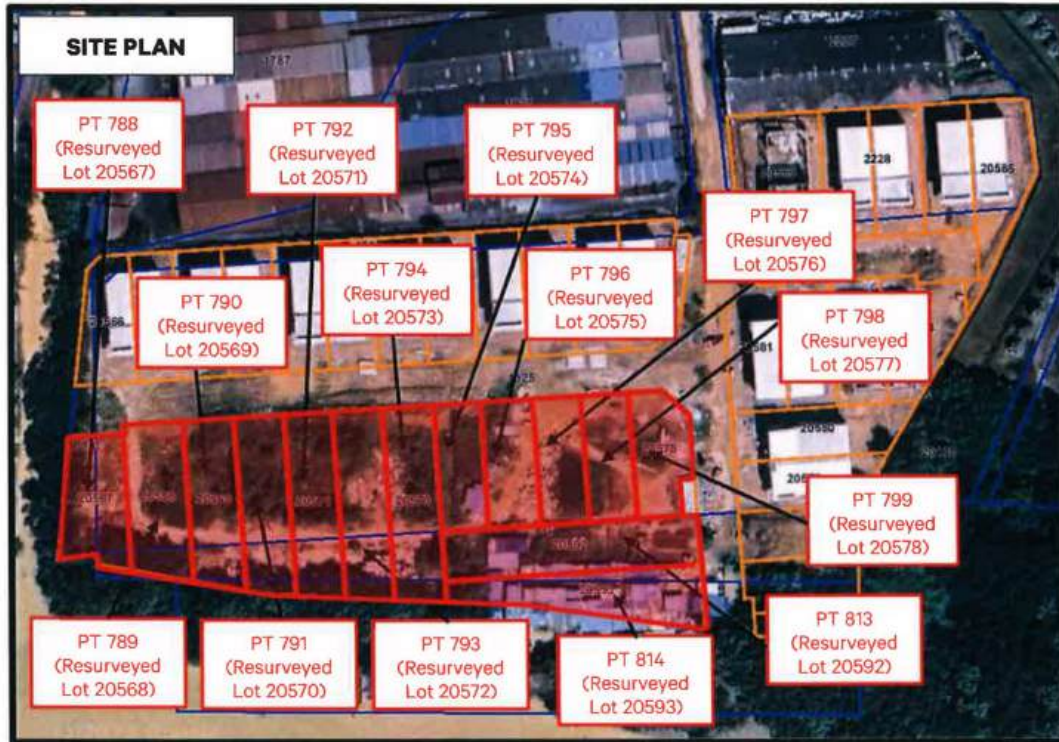 SITE PLAN
1787
PT 788
(Resurveyed
Lot 20567)
PT 792
(Resurveyed
Lot 20571)
PT 795
(Resurveyed
Lot 20574)
2228
20586
PT 797
(Resurveyed
Lot 20576)
PT 790
(Resurveyed
Lot 20569)
PT 794
(Resurveyed
Lot 20573)
PT 796
(Resurveyed
Lot 20575)
PT 798
(Resurveyed
Lot 20577)
20580
PT 799
(Resurveyed
Lot 20578)
PT 789
(Resurveyed
Lot 20568)
PT 791
(Resurveyed
Lot 20570)
PT 793
(Resurveyed
Lot 20572)
PT 814
(Resurveyed
Lot 20593)
PT 813
(Resurveyed
Lot 20592)